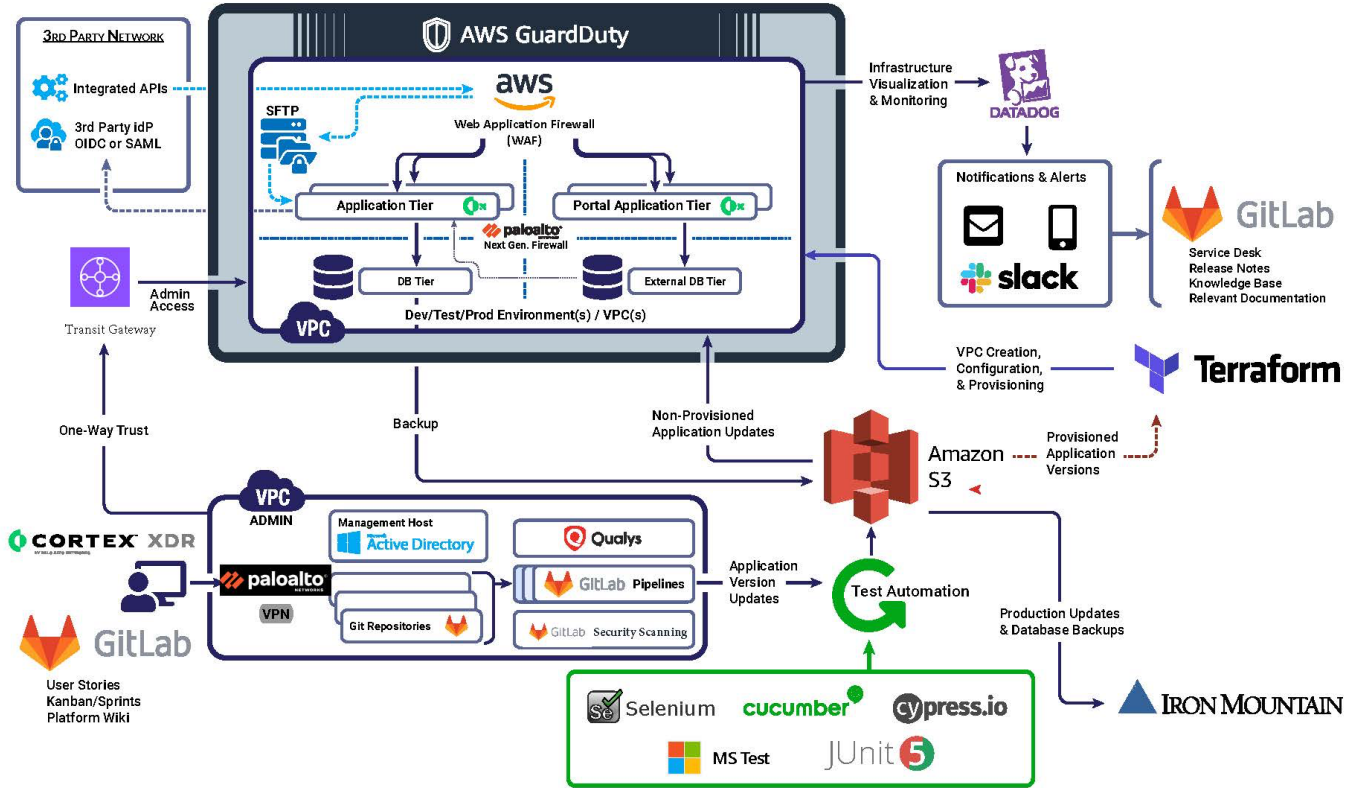 3RD PARTY NETWORK
Integrated APIs
3rd Party idP
OIDC or SAML
AWS GuardDuty
aws
SFTP
Web Application Firewall
(WAF)
Application Tier
Portal Application Tier
paloalto
Next Gen. Firewall
DB Tier
External DB Tier
Dev/Test/Prod Environment(s) / VPC(s)
VPC
Infrastructure
Visualization
& Monitoring
DATADOG
Notifications & Alerts
slack
GitLab
Service Desk
Release Notes
Knowledge Base
Relevant Documentation
Transit Gateway
Admin
Access
VPC Creation,
Configuration,
& Provisioning
Terraform
One-Way Trust
Backup
Non-Provisioned
Application Updates
Amazon
S3
Provisioned
Application
Versions
VPC
ADMIN
CORTEX XDR
Management Host
Microsoft
Active Directory
Qualys
paloalto
NETWORKS
VPN
Git Repositories
GitLab Pipelines
GitLab Security Scanning
Application
Version
Updates
Test Automation
Production Updates
& Database Backups
GitLab
User Stories
Kanban/Sprints
Platform Wiki
Se Selenium
cucumber
cypress.io
MS Test
JUnit 5
IRON MOUNTAIN